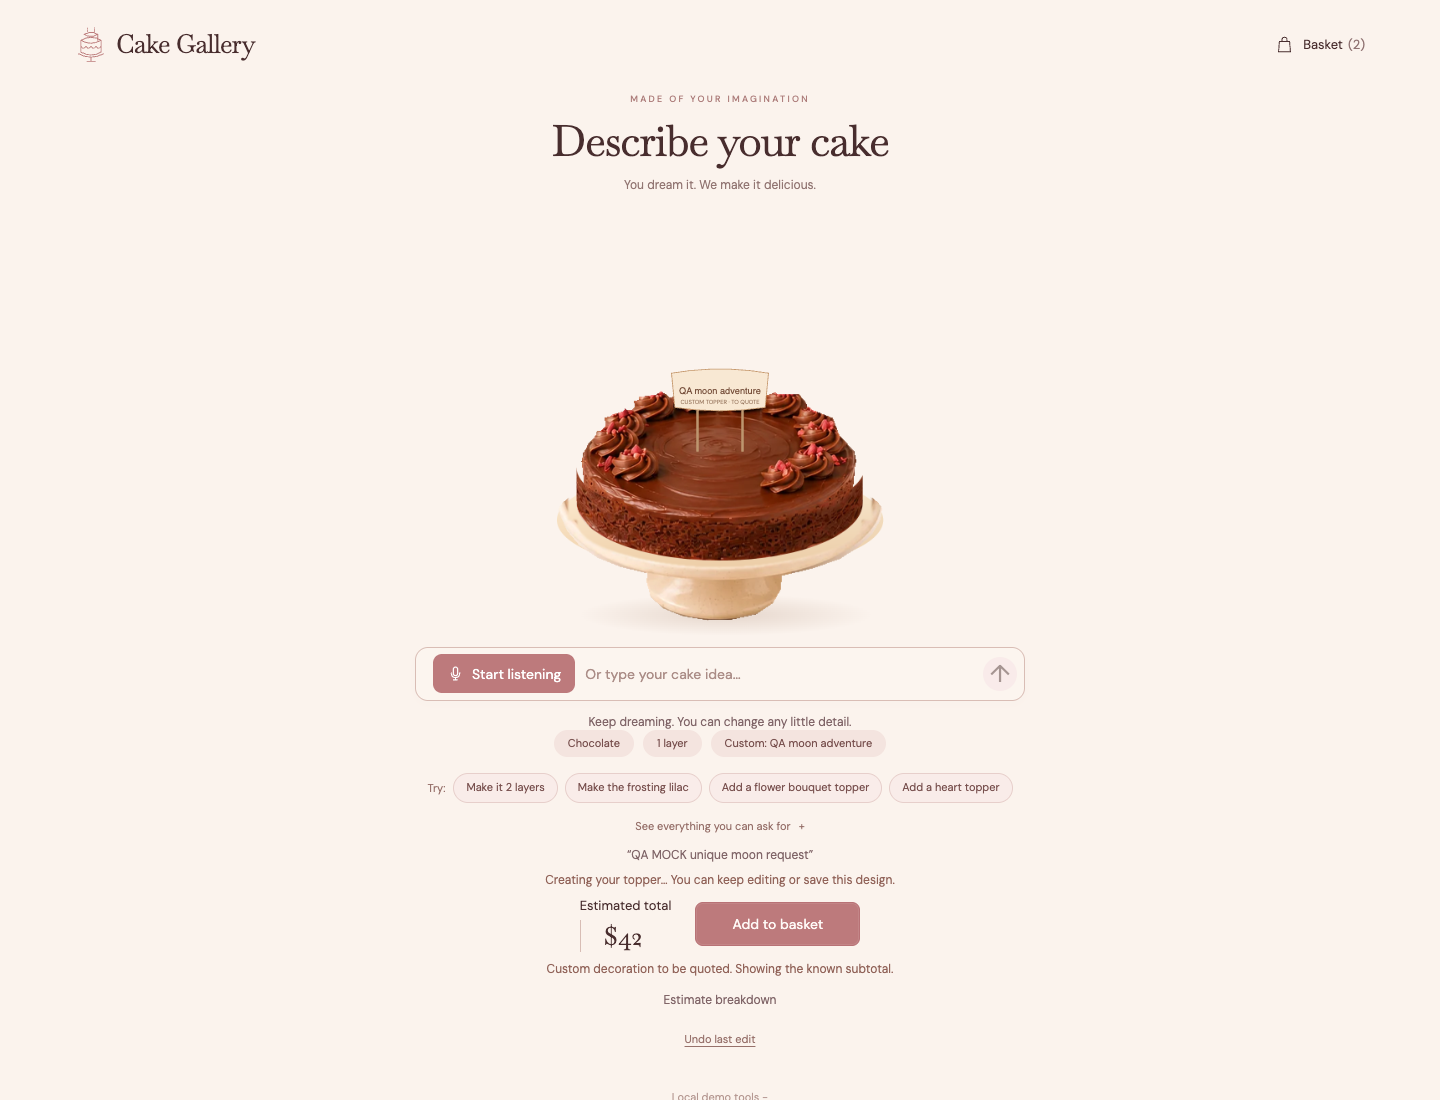 Cake Gallery
Basket (2)
MADE OF YOUR IMAGINATION
Describe your cake
You dream it. We make it delicious.
QA moon adventure
CUSTOM TOPPER · TO QUOTE
Start listening
Or type your cake idea...
Keep dreaming. You can change any little detail.
Chocolate
1 layer
Custom: QA moon adventure
Try:
Make it 2 layers
Make the frosting lilac
Add a flower bouquet topper
Add a heart topper
See everything you can ask for +
“QA MOCK unique moon request”
Creating your topper... You can keep editing or save this design.
Estimated total
$42
Add to basket
Custom decoration to be quoted. Showing the known subtotal.
Estimate breakdown
Undo last edit
Local demo tools –